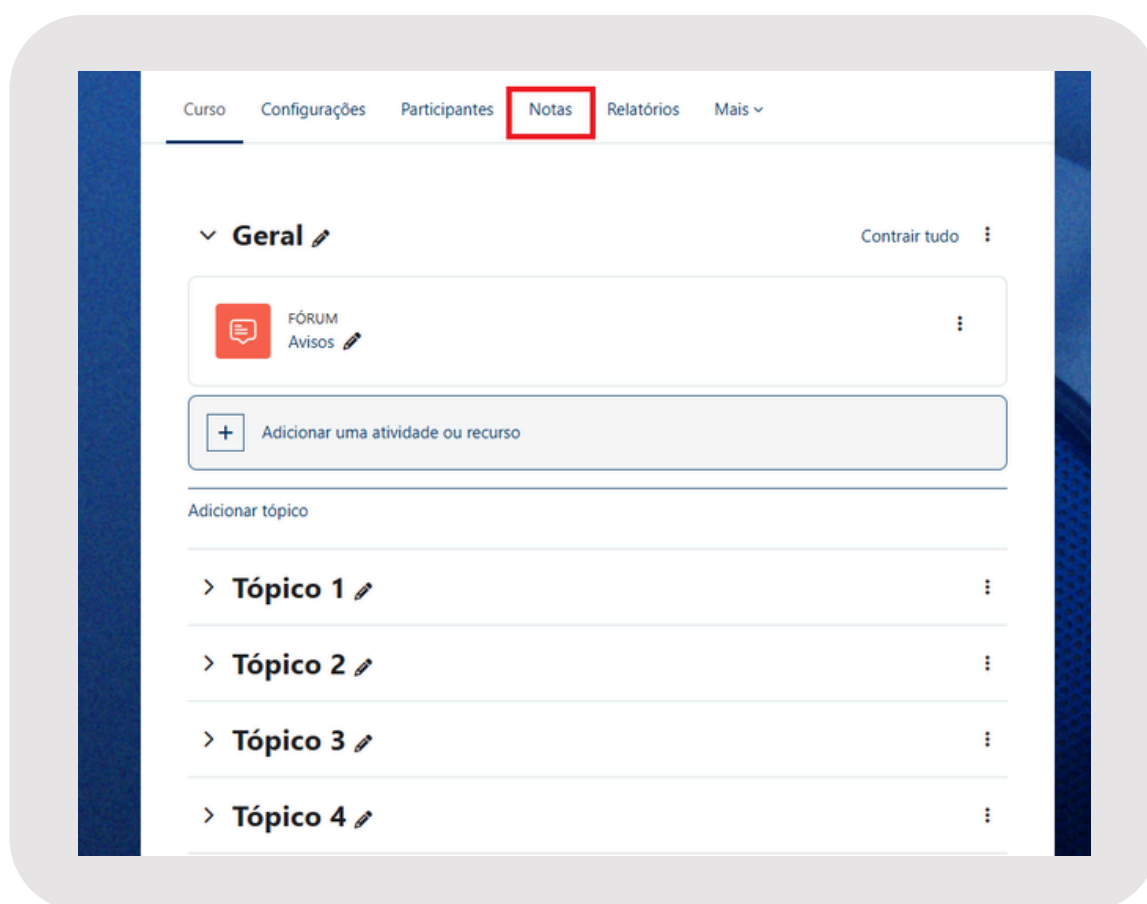 Curso Configurações Participantes Notas Relatórios Mais
Geral
Contrair tudo
FÓRUM
Avisos
Adicionar uma atividade ou recurso
Adicionar tópico
Tópico 1
Tópico 2
Tópico 3
Tópico 4